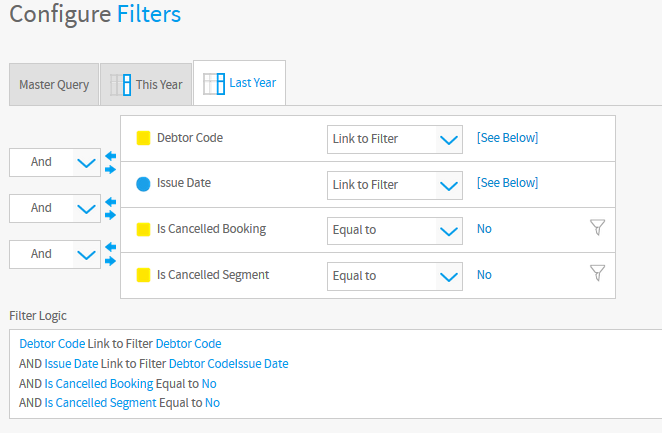 Configure Filters
Master Query This Year Last Year
Debtor Code Link to Filter [See Below]
And
Issue Date Link to Filter [See Below]
And
Is Cancelled Booking Equal to No
And
Is Cancelled Segment Equal to No
Filter Logic
Debtor Code Link to Filter Debtor Code
AND Issue Date Link to Filter Debtor CodeIssue Date
AND Is Cancelled Booking Equal to No
AND Is Cancelled Segment Equal to No